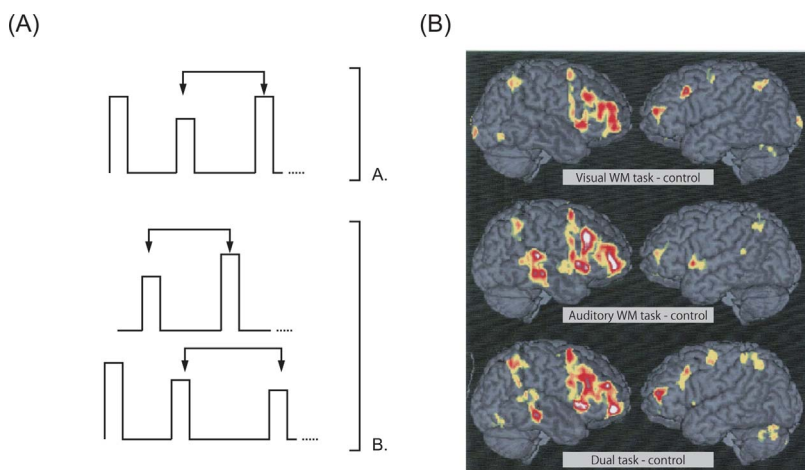 (A)
(B)
A.
B.
Visual WM task - control
Auditory WM task - control
Dual task - control